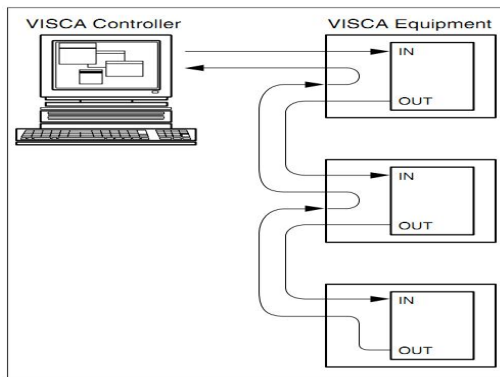 VISCA Controller
VISCA Equipment
IN
OUT
IN
OUT
IN
OUT